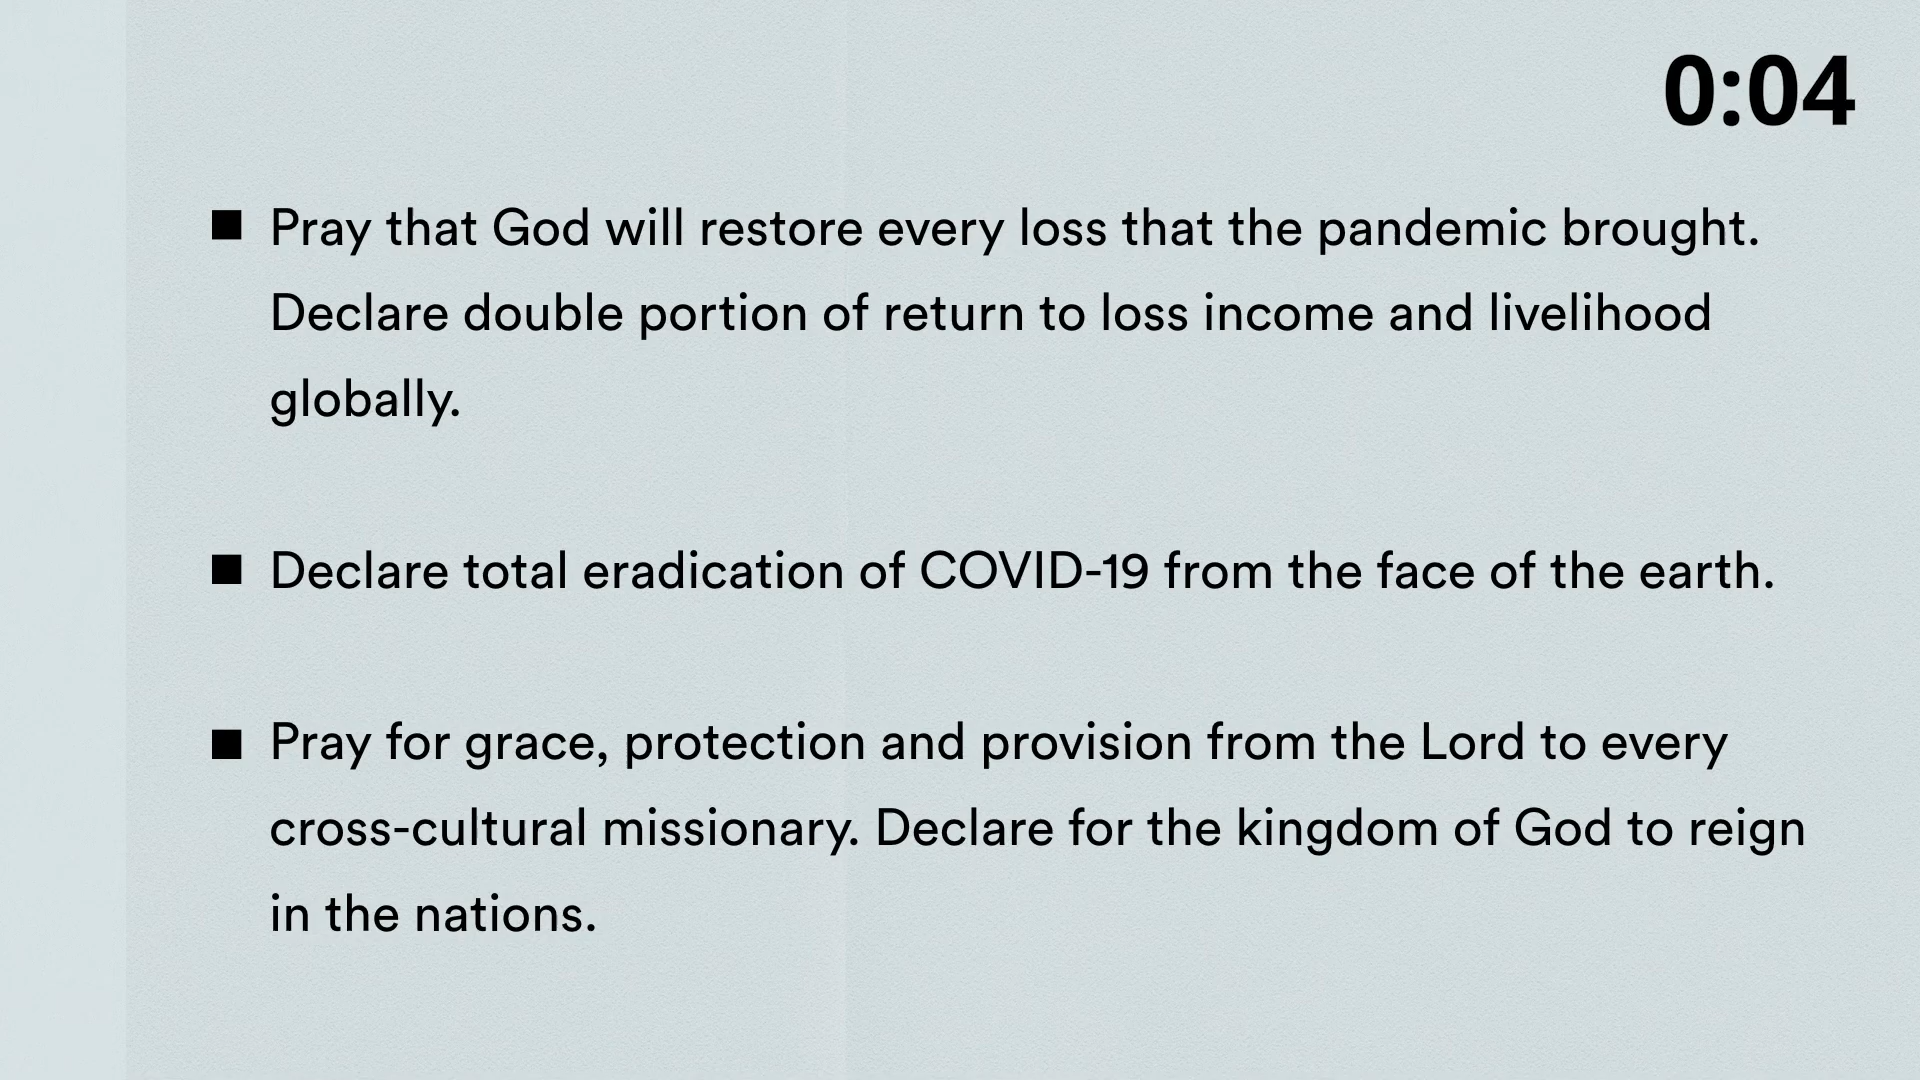 0:04
■ Pray that God will restore every loss that the pandemic brought.
Declare double portion of return to loss income and livelihood
globally.
■ Declare total eradication of COVID-19 from the face of the earth.
■ Pray for grace, protection and provision from the Lord to every
cross-cultural missionary. Declare for the kingdom of God to reign
in the nations.